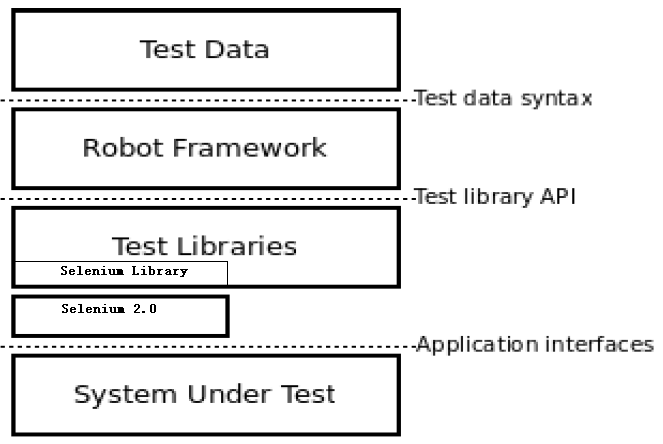 Test Data
Test data syntax
Robot Framework
Test library API
Test Libraries
Selenium Library
Selenium 2.0
Application interfaces
System Under Test